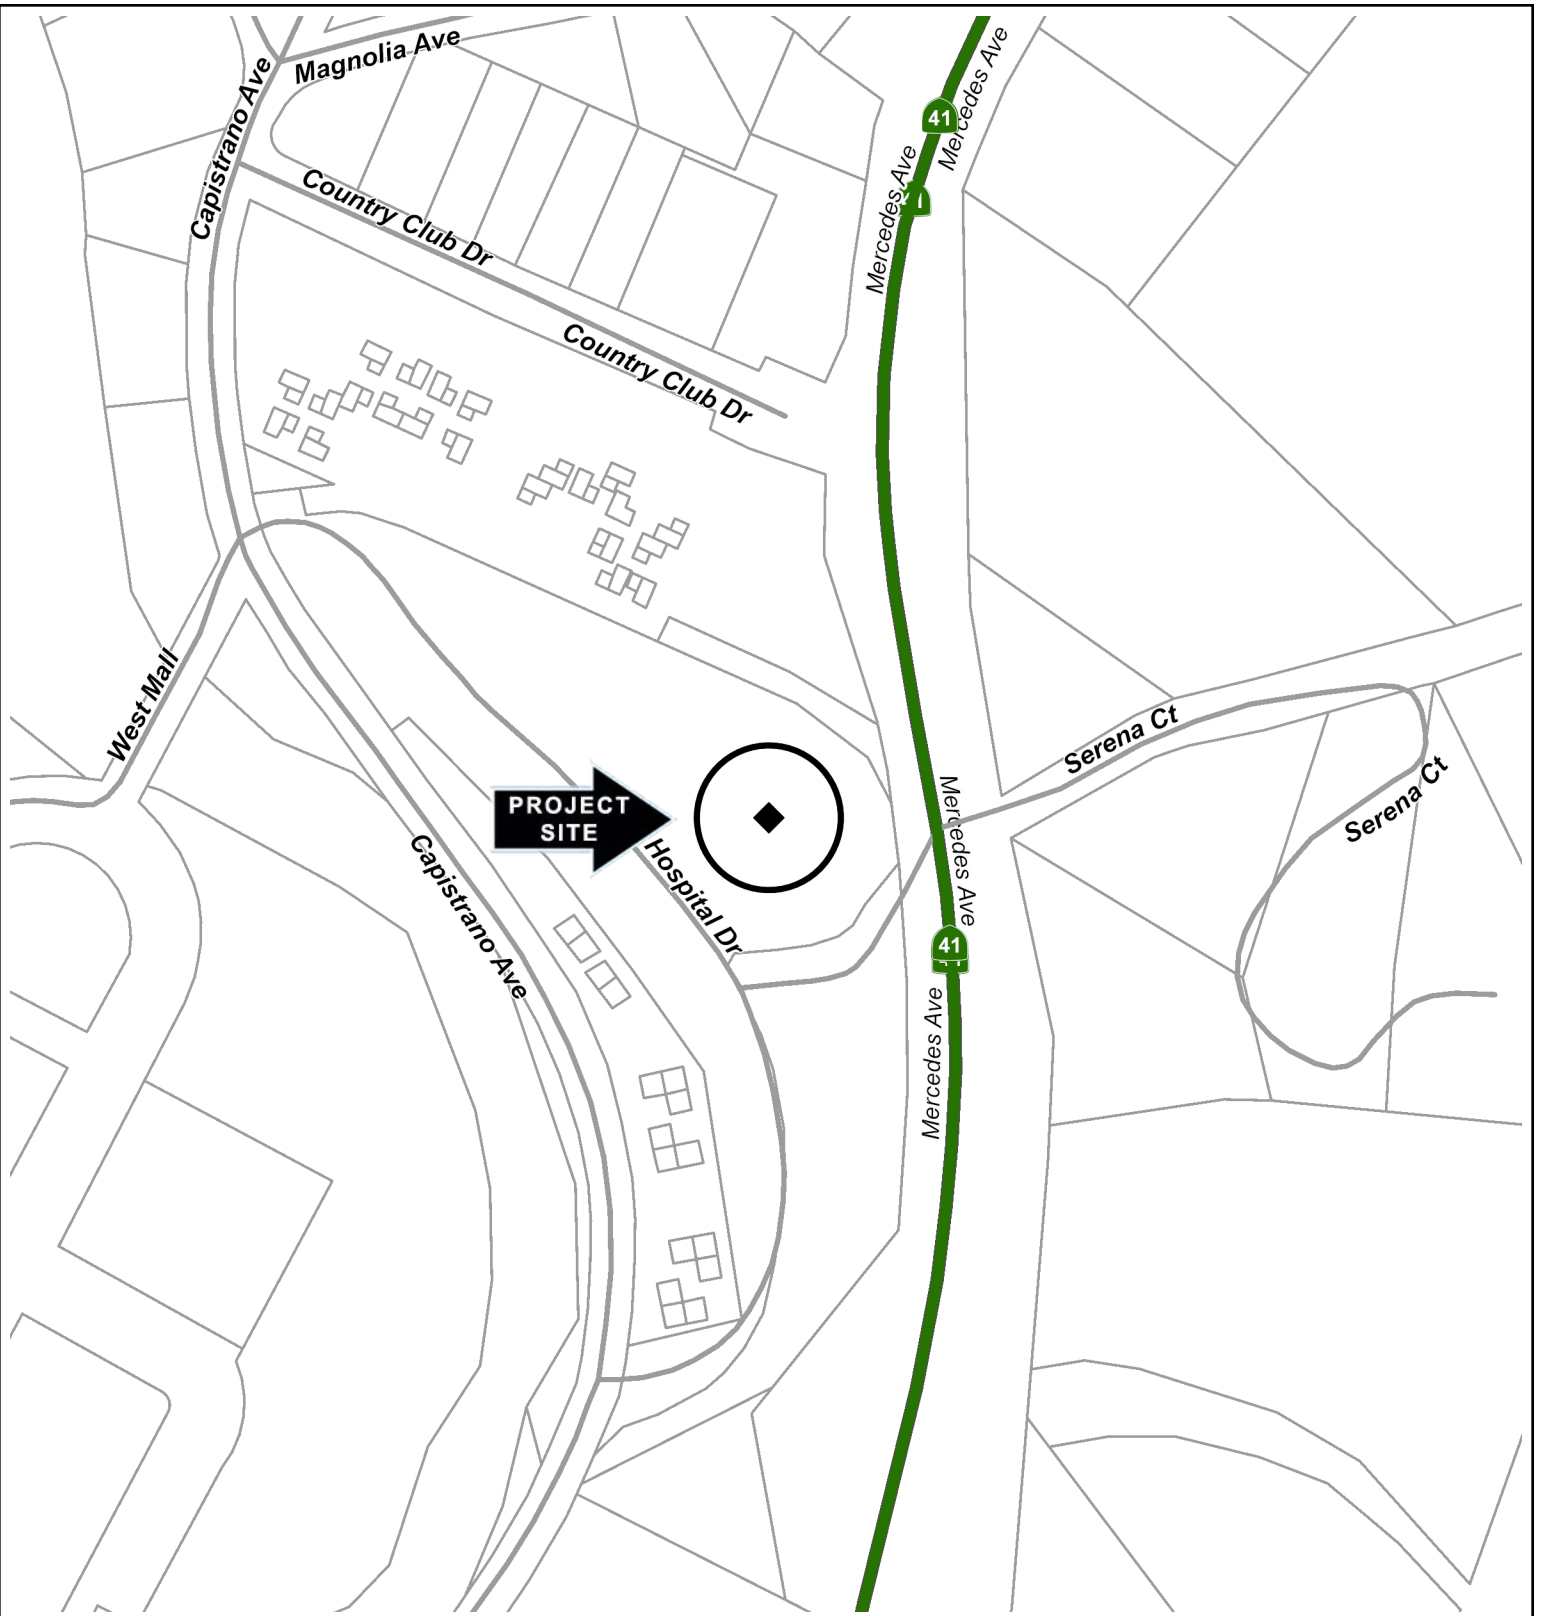 Magnolia Ave
Capistrano Ave
Mercedes Ave
41
Mercedes Ave
Country Club Dr
Country Club Dr
West Mall
Serena Ct
Serena Ct
PROJECT
SITE
Mercedes Ave
Hospital Dr
Capistrano Ave
41
Mercedes Ave